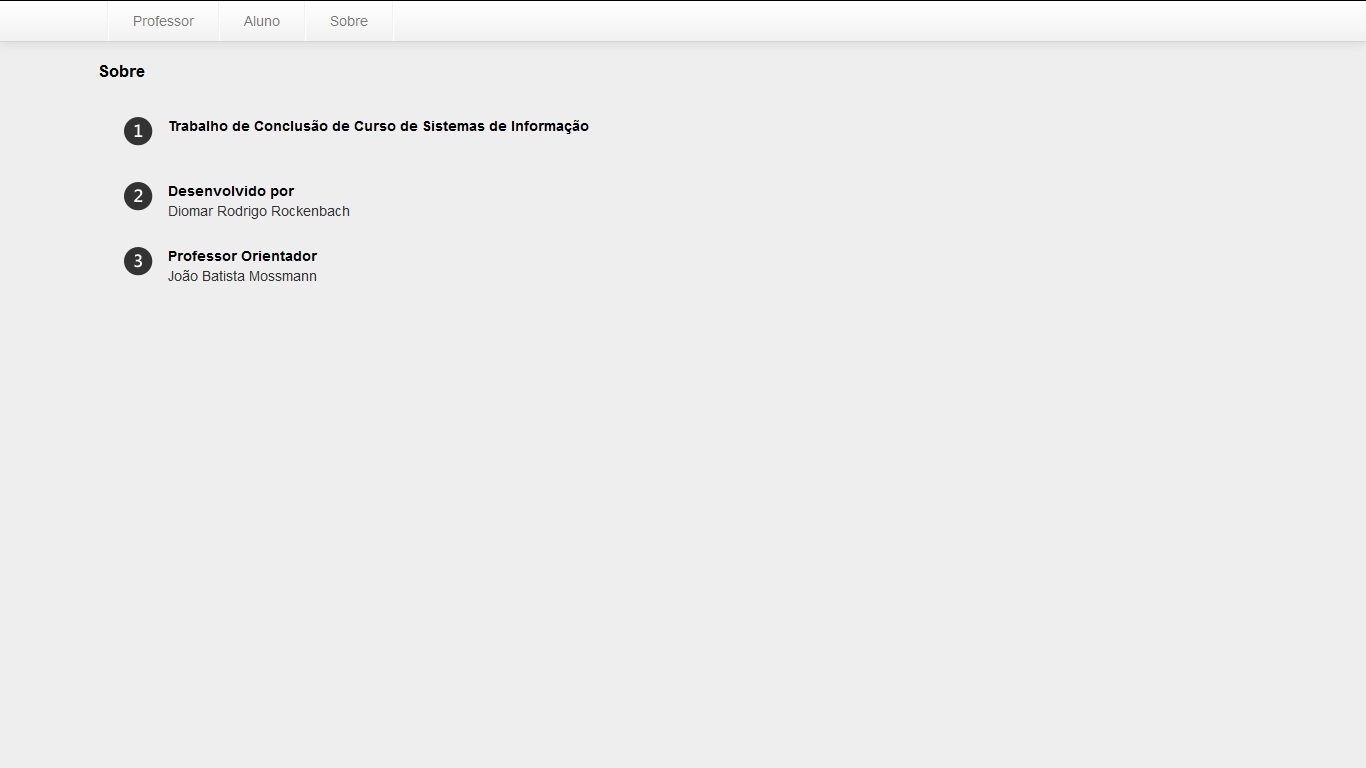 Professor Aluno Sobre
Sobre
1 Trabalho de Conclusão de Curso de Sistemas de Informação
2 Desenvolvido por
Diomar Rodrigo Rockenbach
3 Professor Orientador
João Batista Mossmann